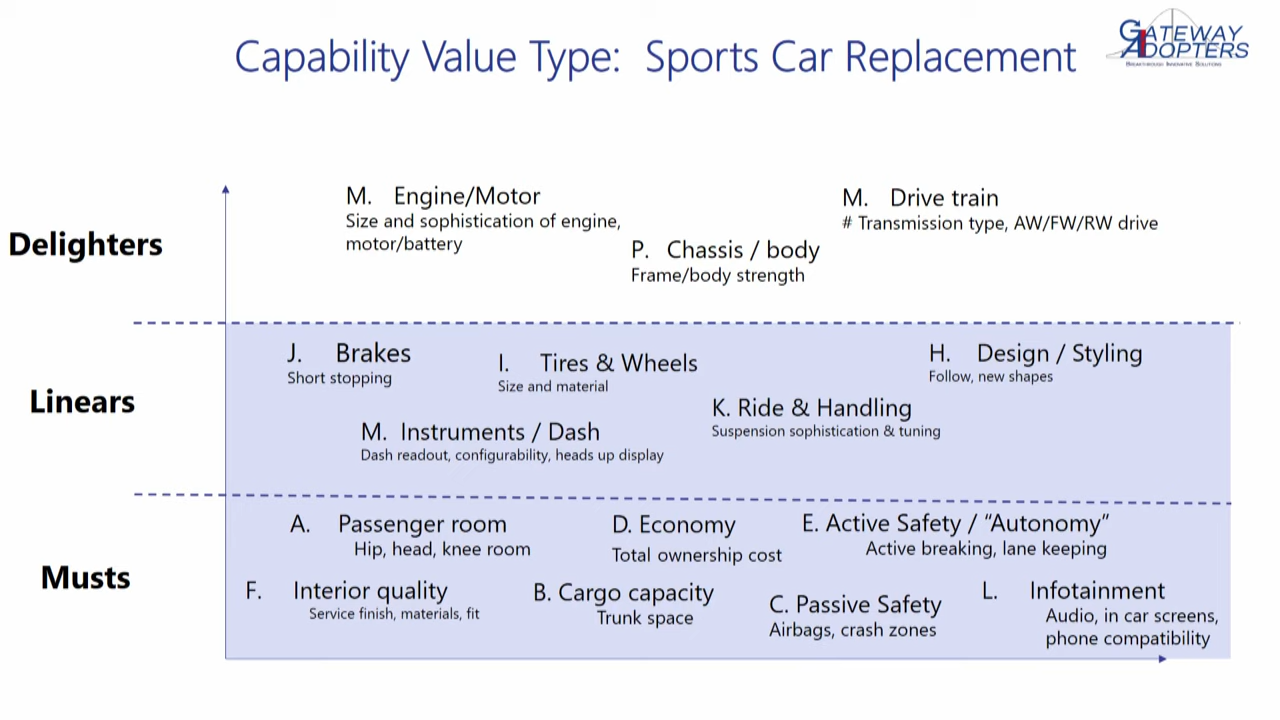 Capability Value Type: Sports Car Replacement
GATEWAY
ADOPTERS
BREAKTHROUGH INNOVATIVE SOLUTIONS
Delighters
M. Engine/Motor
Size and sophistication of engine,
motor/battery
P. Chassis / body
Frame/body strength
M. Drive train
# Transmission type, AW/FW/RW drive
Linears
J. Brakes
Short stopping
I. Tires & Wheels
Size and material
H. Design / Styling
Follow, new shapes
K. Ride & Handling
Suspension sophistication & tuning
M. Instruments / Dash
Dash readout, configurability, heads up display
Musts
A. Passenger room
Hip, head, knee room
D. Economy
Total ownership cost
E. Active Safety / “Autonomy”
Active breaking, lane keeping
F. Interior quality
Service finish, materials, fit
B. Cargo capacity
Trunk space
C. Passive Safety
Airbags, crash zones
L. Infotainment
Audio, in car screens,
phone compatibility